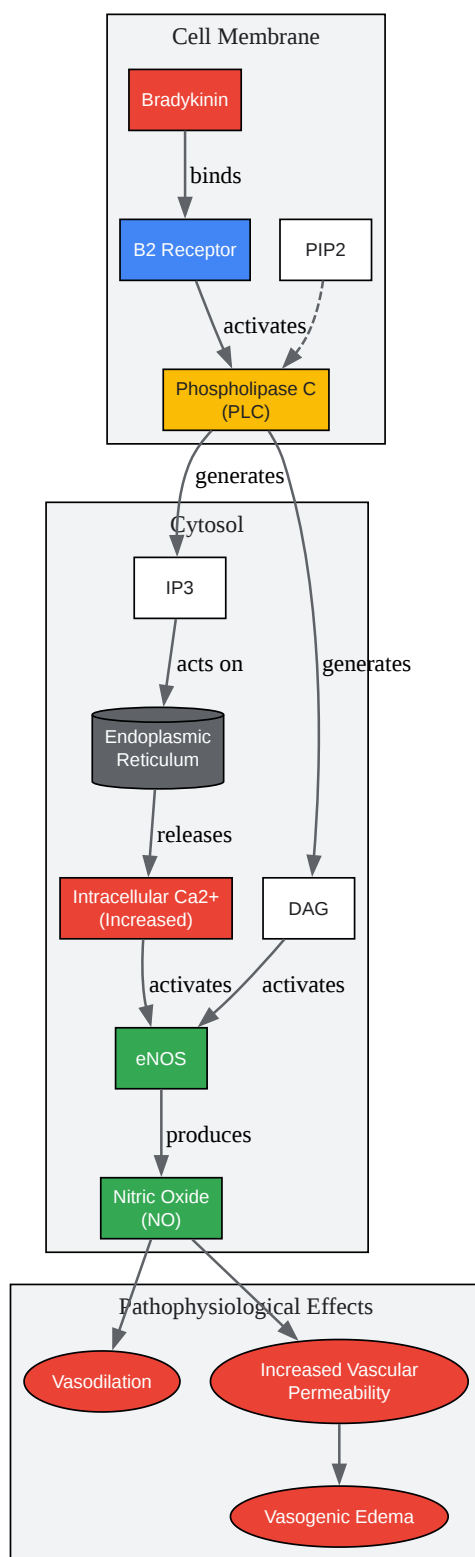 Cell Membrane
Bradykinin
binds
B2 Receptor
PIP2
activates
Phospholipase C
(PLC)
generates
Cytosol
IP3
acts on
generates
Endoplasmic
Reticulum
releases
Intracellular Ca2+
(Increased)
DAG
activates
activates
eNOS
produces
Nitric Oxide
(NO)
Pathophysiological Effects
Vasodilation
Increased Vascular
Permeability
Vasogenic Edema